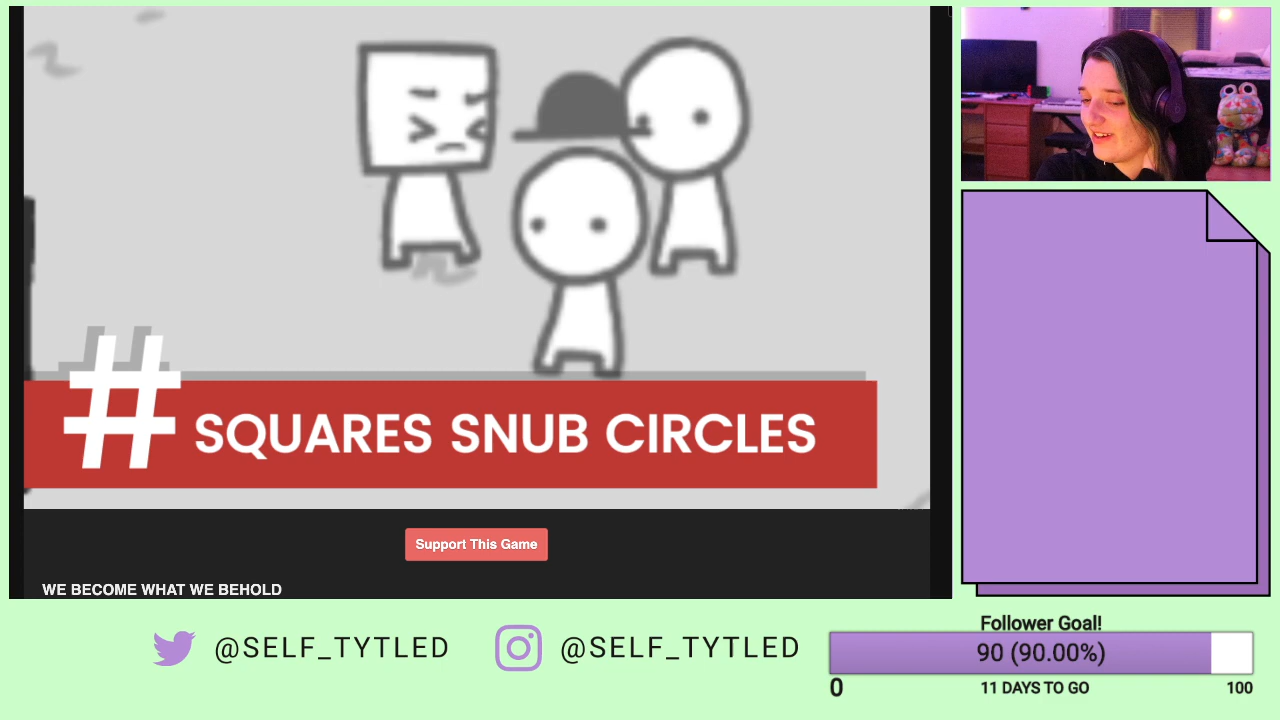 # SQUARES SNUB CIRCLES
Support This Game
WE BECOME WHAT WE BEHOLD
@SELF_TYTLED
@SELF_TYTLED
Follower Goal!
90 (90.00%)
0
11 DAYS TO GO
100